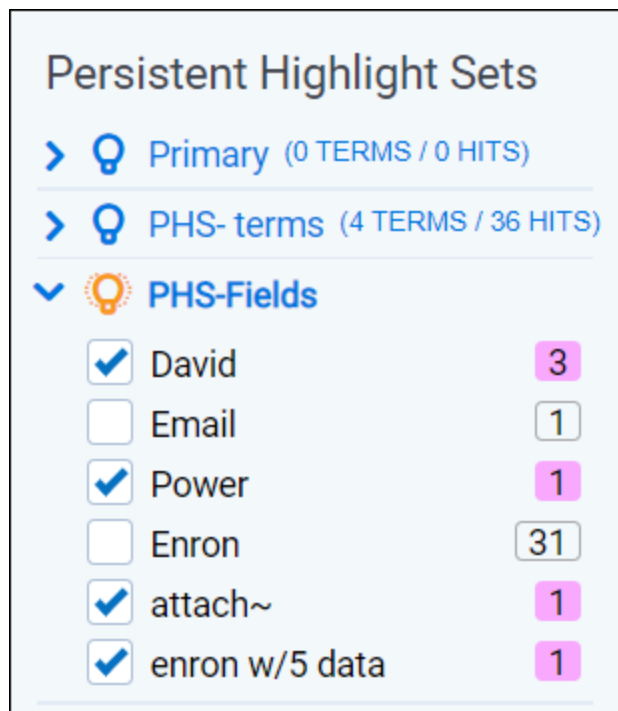 Persistent Highlight Sets
Primary (0 TERMS / 0 HITS)
PHS- terms (4 TERMS / 36 HITS)
PHS-Fields
David 3
Email 1
Power 1
Enron 31
attach~ 1
enron w/5 data 1